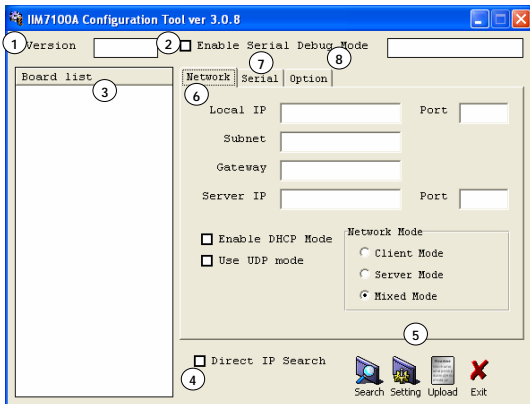 IIM7100A Configuration Tool ver 3.0.8
1 Version 2 Enable Serial Debug Mode
Board list
3
7 8
Network Serial Option
6
Local IP Port
Subnet
Gateway
Server IP Port
Enable DHCP Mode
Use UDP mode
Network Mode
Client Mode
Server Mode
Mixed Mode
5
Direct IP Search
4
Search Setting Upload Exit